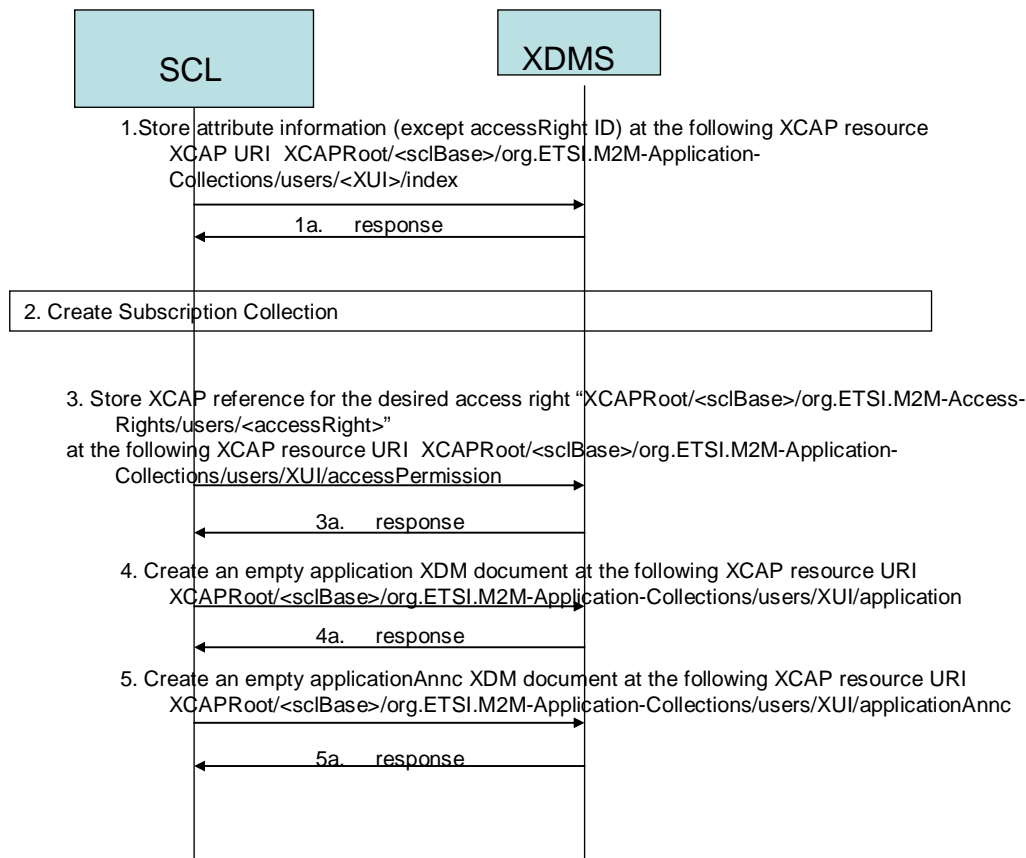 SCL
XDMS
1.Store attribute information (except accessRight ID) at the following XCAP resource
XCAP URI XCAPRoot/<sclBase>/org.ETSI.M2M-Application-
Collections/users/<XUI>/index
1a. response
2. Create Subscription Collection
3. Store XCAP reference for the desired access right “XCAPRoot/<sclBase>/org.ETSI.M2M-Access-
Rights/users/<accessRight>”
at the following XCAP resource URI XCAPRoot/<sclBase>/org.ETSI.M2M-Application-
Collections/users/XUI/accessPermission
3a. response
4. Create an empty application XDM document at the following XCAP resource URI
XCAPRoot/<sclBase>/org.ETSI.M2M-Application-Collections/users/XUI/application
4a. response
5. Create an empty applicationAnnc XDM document at the following XCAP resource URI
XCAPRoot/<sclBase>/org.ETSI.M2M-Application-Collections/users/XUI/applicationAnnc
5a. response